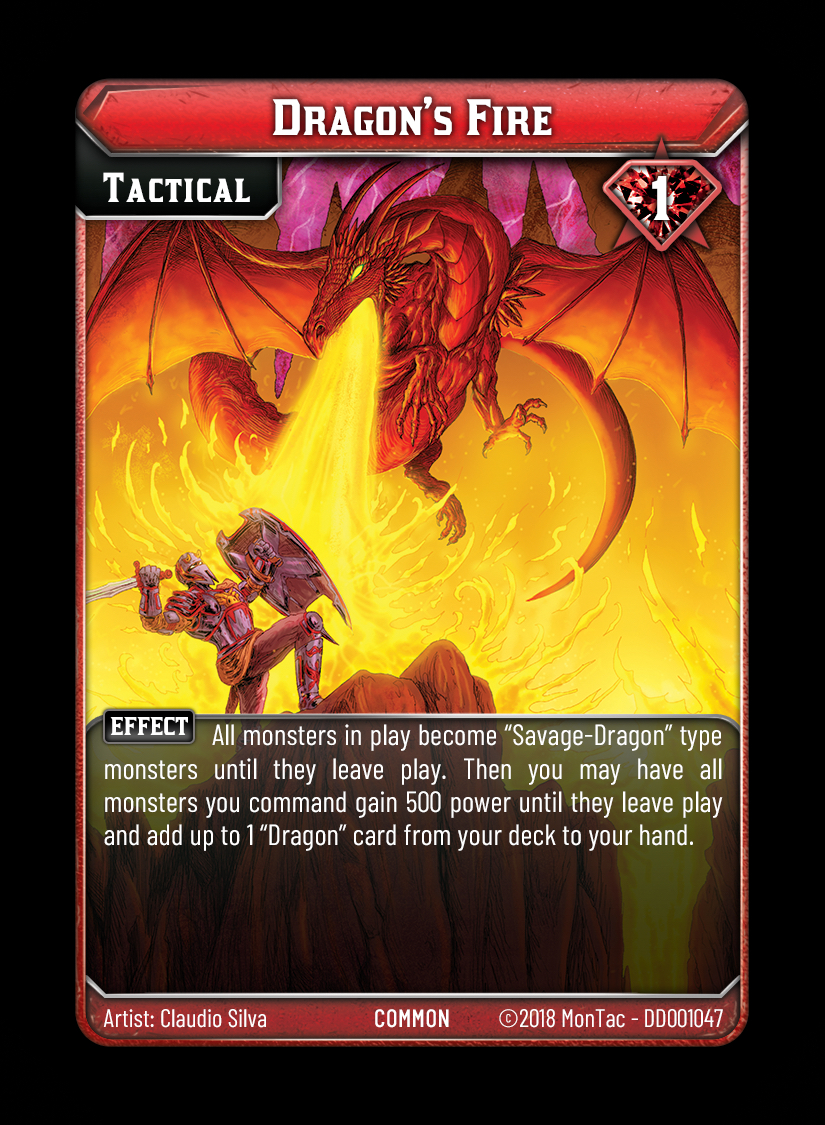 Dragon's Fire
Tactical
1
EFFECT All monsters in play become "Savage-Dragon" type
monsters until they leave play. Then you may have all
monsters you command gain 500 power until they leave play
and add up to 1 "Dragon" card from your deck to your hand.
Artist: Claudio Silva COMMON ©2018 MonTac - DD001047